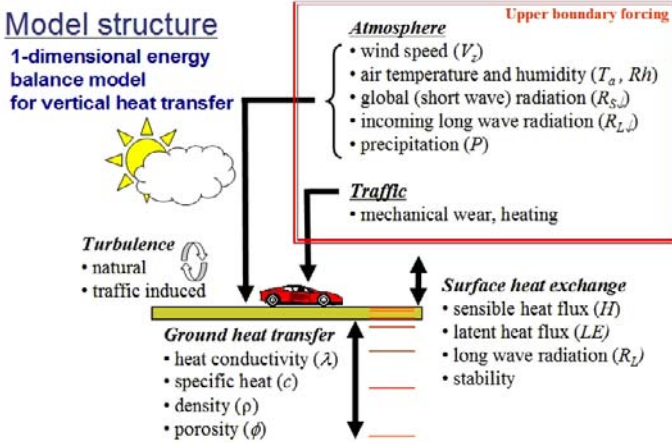 Model structure
1-dimensional energy
balance model
for vertical heat transfer
Upper boundary forcing
Atmosphere
• wind speed (Vz)
• air temperature and humidity (Ta , Rh)
• global (short wave) radiation (RS↓)
• incoming long wave radiation (RL↓)
• precipitation (P)
Traffic
• mechanical wear, heating
Turbulence
• natural
• traffic induced
Surface heat exchange
• sensible heat flux (H)
• latent heat flux (LE)
• long wave radiation (RL)
• stability
Ground heat transfer
• heat conductivity (λ)
• specific heat (c)
• density (ρ)
• porosity (ϕ)